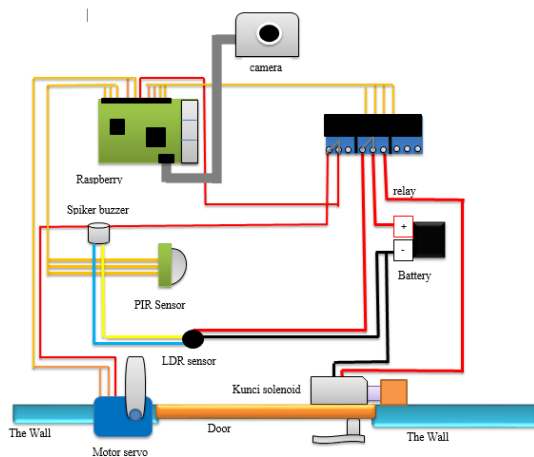 camera
Raspberry
relay
Spiker buzzer
+
-
Battery
PIR Sensor
LDR sensor
Kunci solenoid
The Wall
Door
The Wall
Motor servo